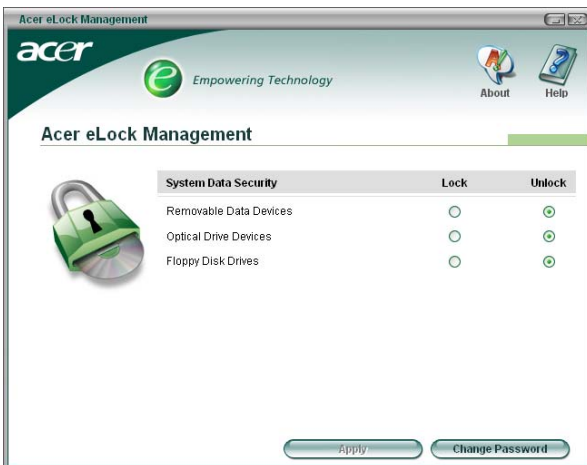 Acer eLock Management
acer
e Empowering Technology
About Help
Acer eLock Management
System Data Security Lock Unlock
Removable Data Devices
Optical Drive Devices
Floppy Disk Drives
Apply Change Password